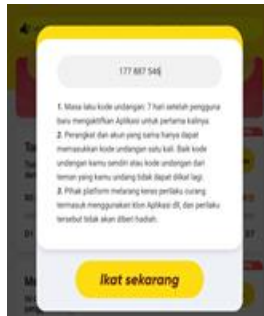 177 887 546
1. Masa laku kode undangan: 7 hari setelah pengguna
baru mengaktifkan Aplikasi untuk pertama kalinya.
2. Perangkat dan akun yang sama hanya dapat
memasukkan kode undangan satu kali. Baik kode
undangan kamu sendiri atau kode undangan dari
teman yang kamu undang tidak dapat diikat lagi.
3. Pihak platform melarang keras perilaku curang
termasuk menggunakan klon Aplikasi dll, dan perilaku
tersebut tidak akan diberi hadiah.
Ikat sekarang